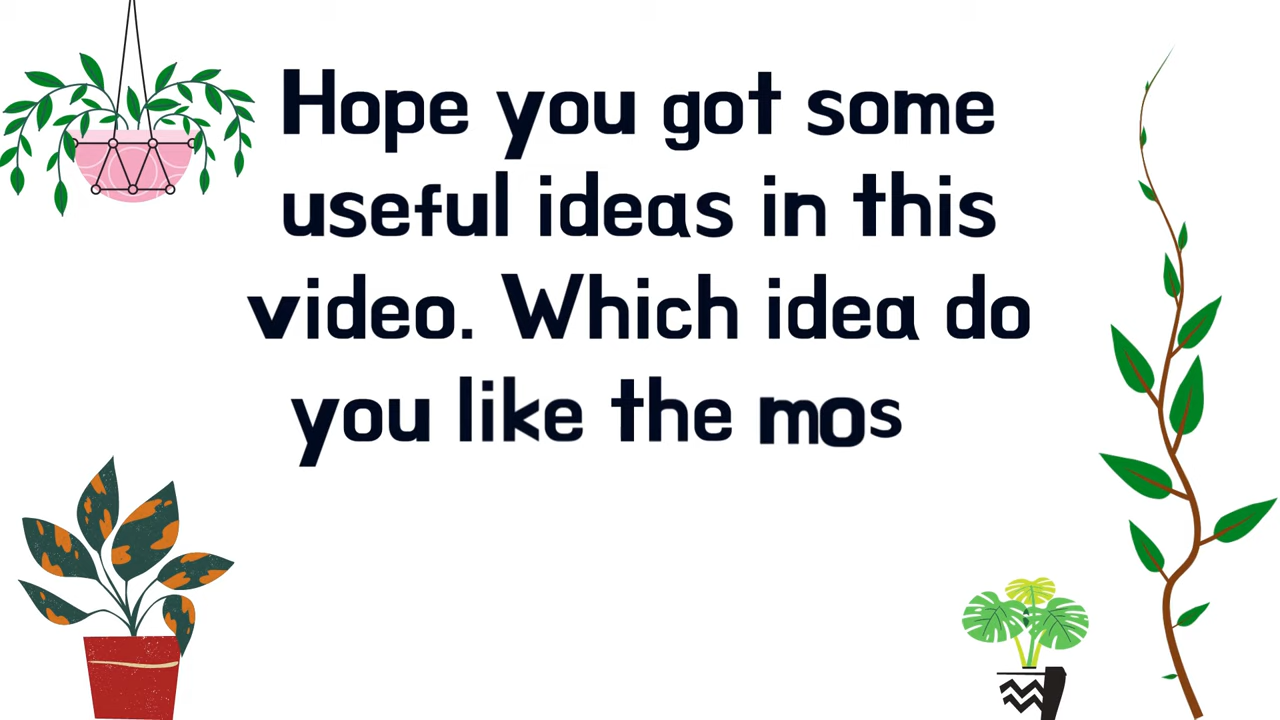 Hope you got some
useful ideas in this
video. Which idea do
you like the mos